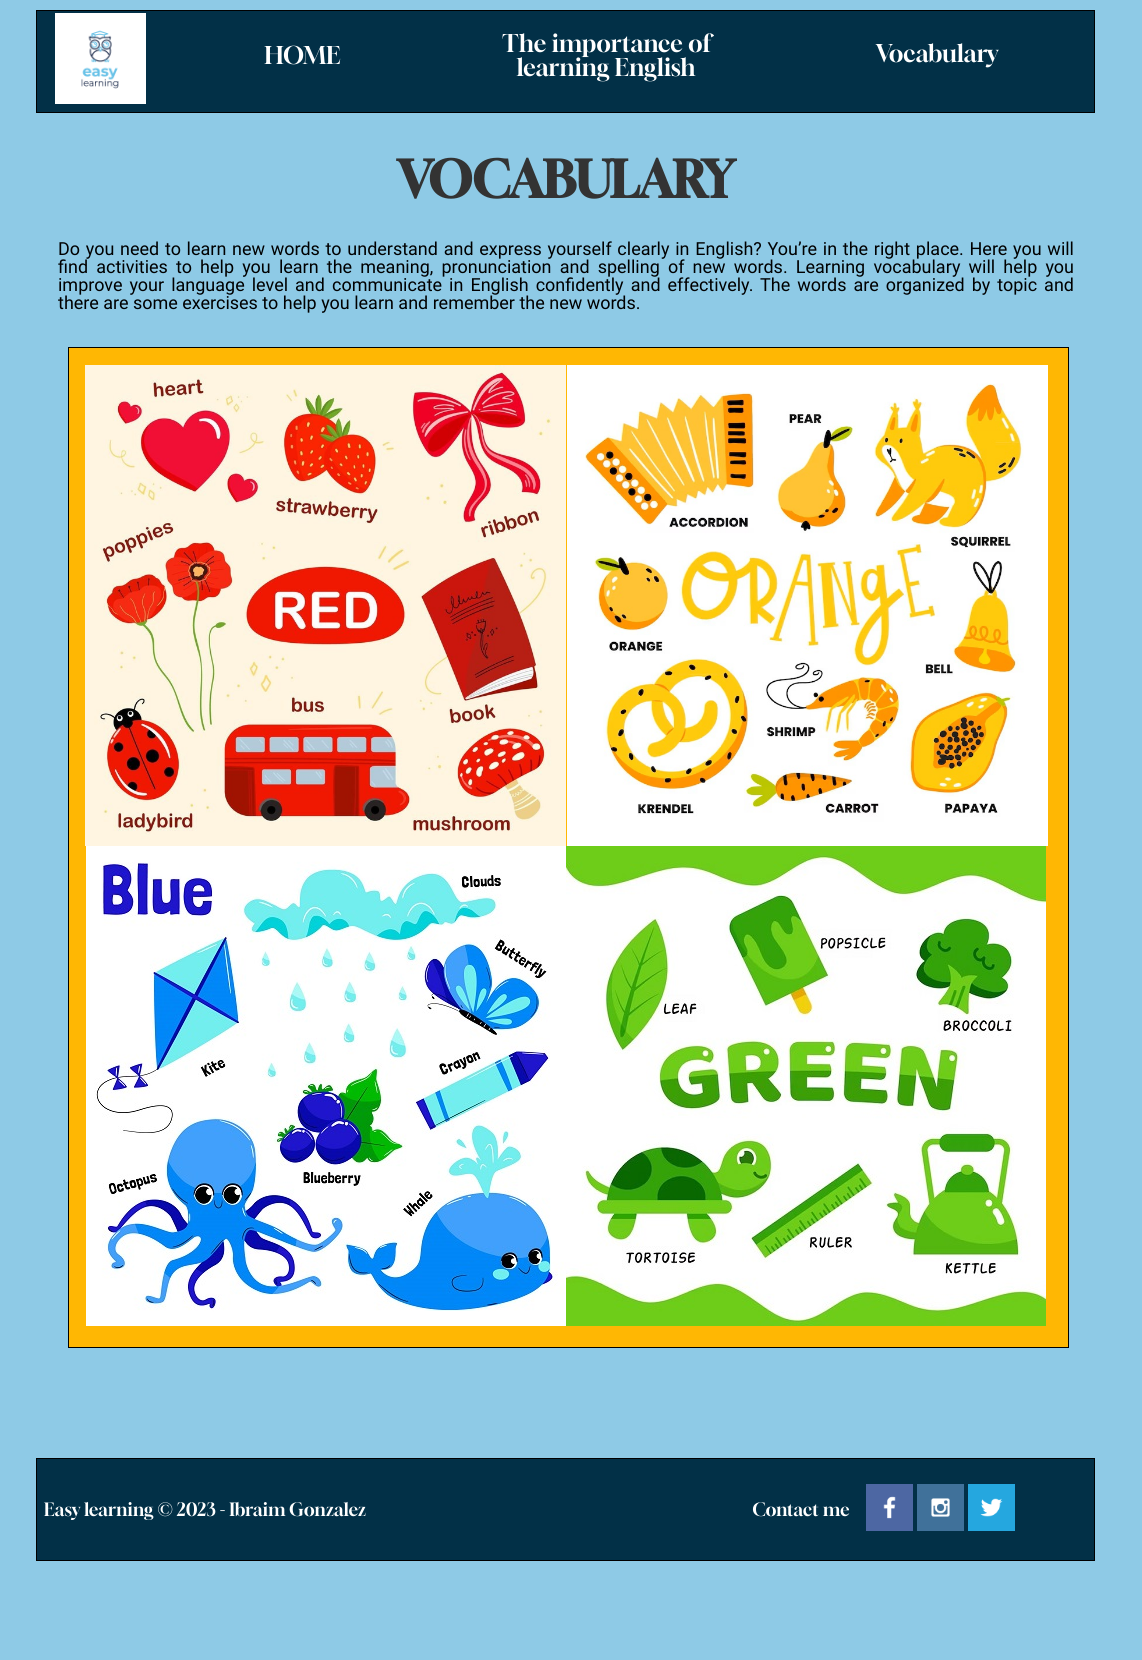 easy
learning
HOME
The importance of
learning English
Vocabulary
VOCABULARY
Do you need to learn new words to understand and express yourself clearly in English? You’re in the right place. Here you will
find activities to help you learn the meaning, pronunciation and spelling of new words. Learning vocabulary will help you
improve your language level and communicate in English confidently and effectively. The words are organized by topic and
there are some exercises to help you learn and remember the new words.
heart
strawberry
ribbon
poppies
RED
bus
book
ladybird
mushroom
PEAR
ACCORDION
SQUIRREL
ORANgE
ORANGE
BELL
SHRIMP
KRENDEL
CARROT
PAPAYA
Blue
Clouds
Butterfly
Kite
Crayon
Blueberry
Octopus
Whale
POPSICLE
LEAF
BROCCOLI
GREEN
TORTOISE
RULER
KETTLE
Easy learning © 2023 - Ibraim Gonzalez
Contact me